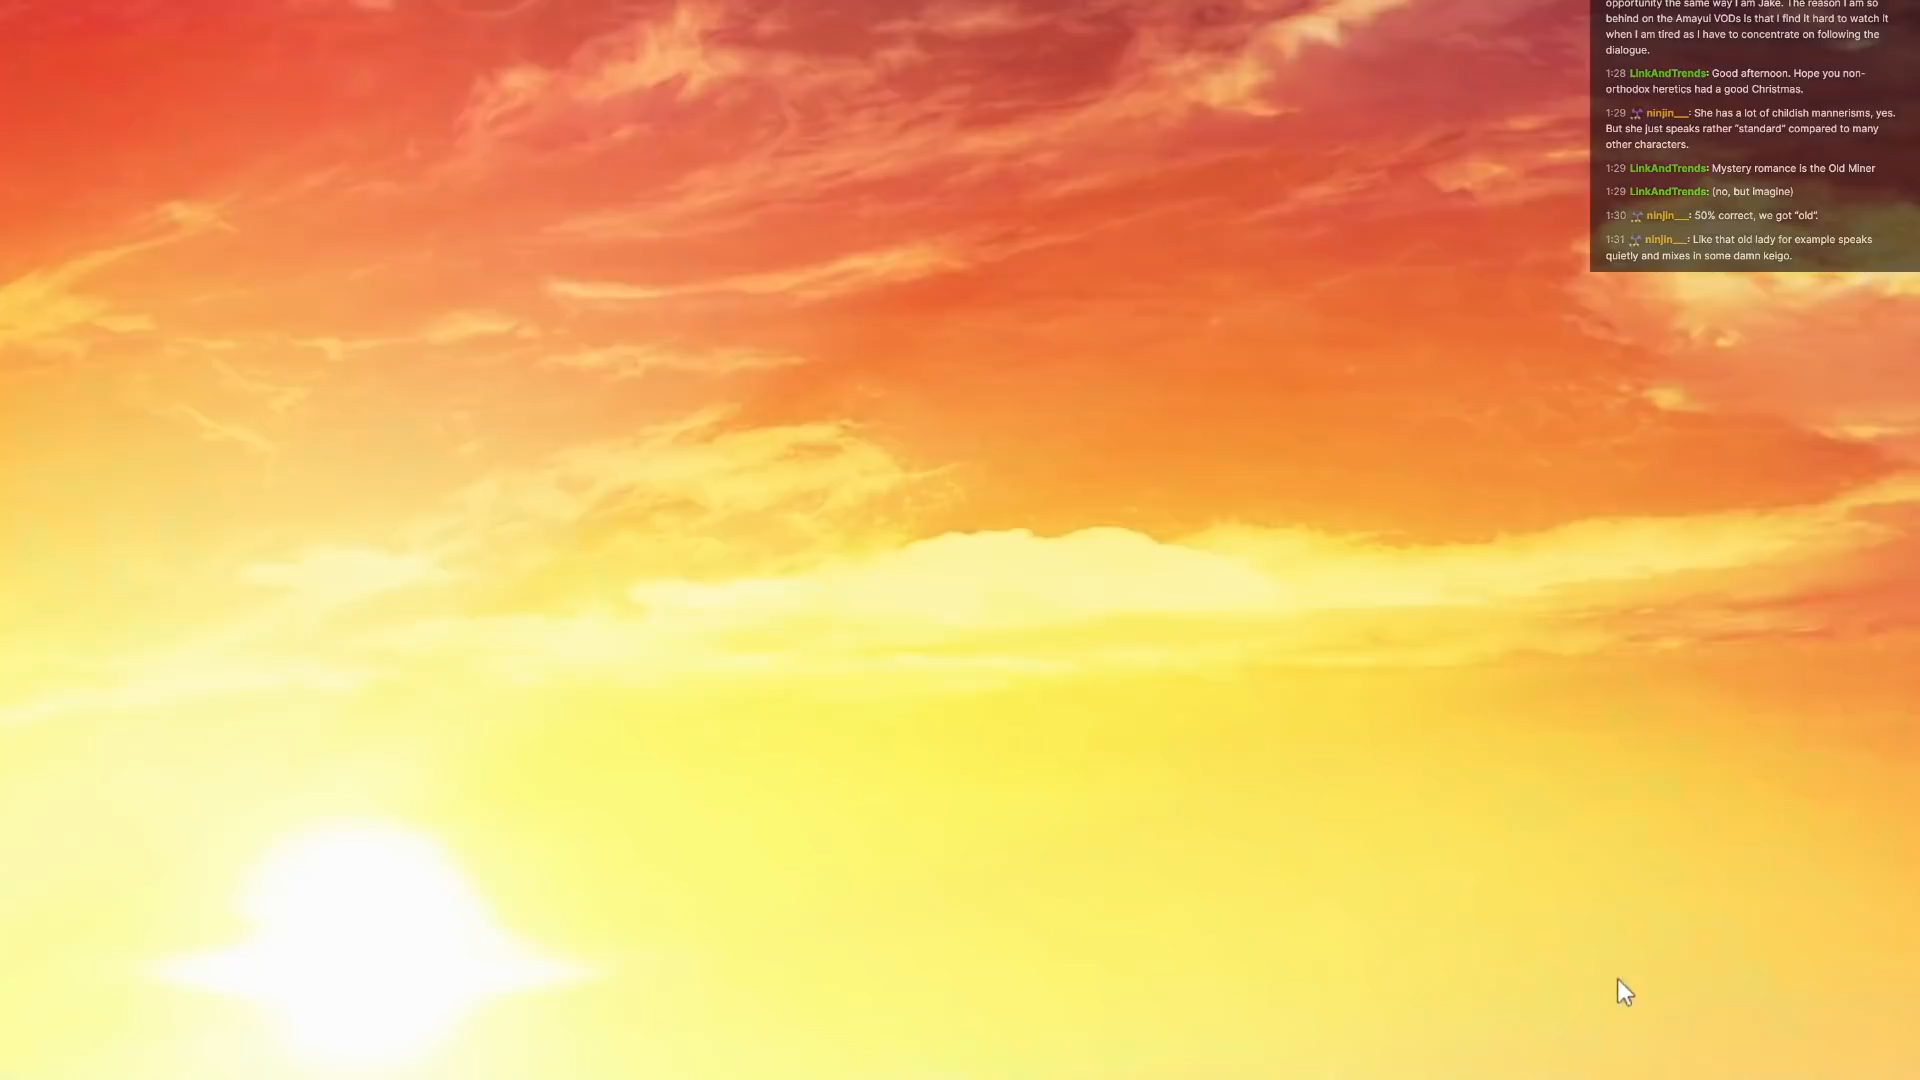 opportunity the same way I am Jake. The reason I am so
behind on the Amayui VODs is that I find it hard to watch it
when I am tired as I have to concentrate on following the
dialogue.
1:28 LinkAndTrends: Good afternoon. Hope you non-
orthodox heretics had a good Christmas.
1:29 ninjin__: She has a lot of childish mannerisms, yes.
But she just speaks rather "standard" compared to many
other characters.
1:29 LinkAndTrends: Mystery romance is the Old Miner
1:29 LinkAndTrends: (no, but imagine)
1:30 ninjin__: 50% correct, we got "old".
1:31 ninjin__: Like that old lady for example speaks
quietly and mixes in some damn keigo.